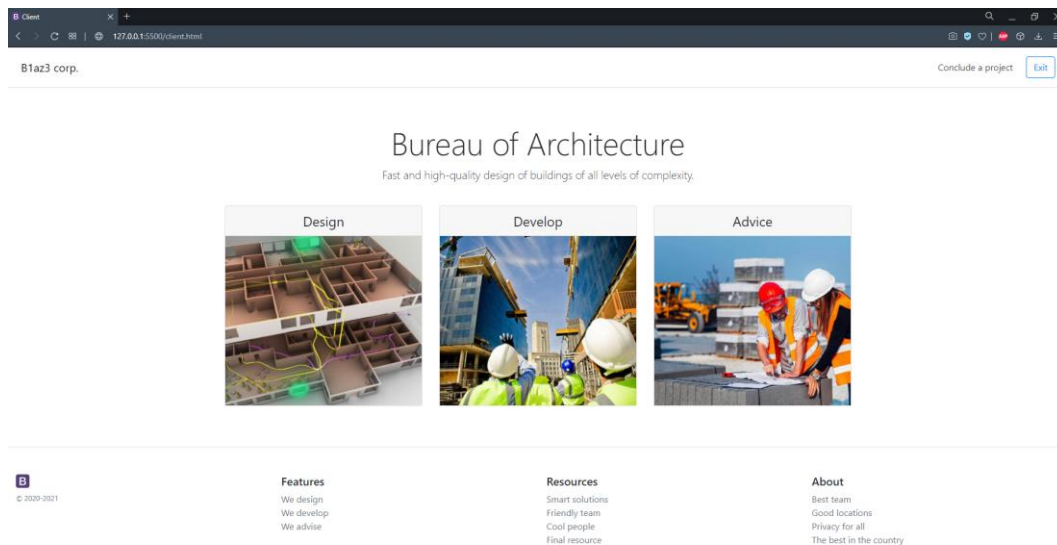 B Client
127.0.0.1:5500/client.html
ABP
B1az3 corp.
Conclude a project
Exit
Bureau of Architecture
Fast and high-quality design of buildings of all levels of complexity.
Design
Develop
Advice
B
© 2020-2021
Features
We design
We develop
We advise
Resources
Smart solutions
Friendly team
Cool people
Final resource
About
Best team
Good locations
Privacy for all
The best in the country